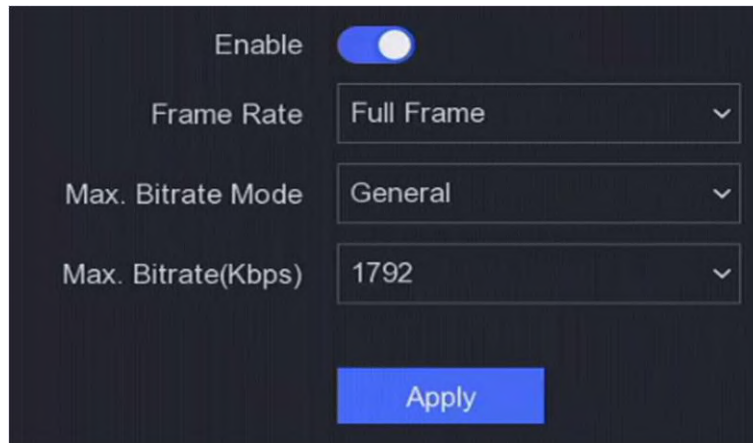 Enable
Frame Rate Full Frame
Max. Bitrate Mode General
Max. Bitrate(Kbps) 1792
Apply